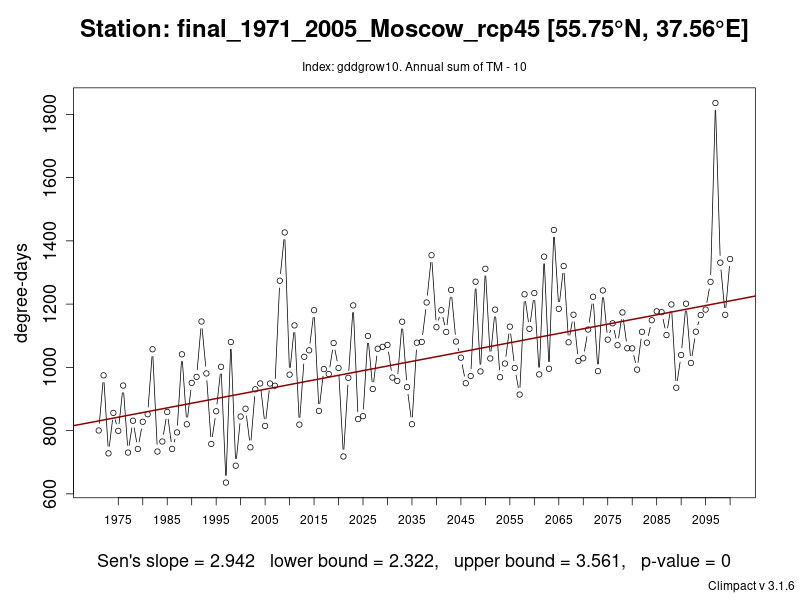 Station: final_1971_2005_Moscow_rcp45 [55.75°N, 37.56°E]
Index: gddgrow10. Annual sum of TM - 10
degree-days
1800
1600
1400
1200
1000
800
600
1975 1985 1995 2005 2015 2025 2035 2045 2055 2065 2075 2085 2095
Sen's slope = 2.942 lower bound = 2.322, upper bound = 3.561, p-value = 0
Climpact v 3.1.6